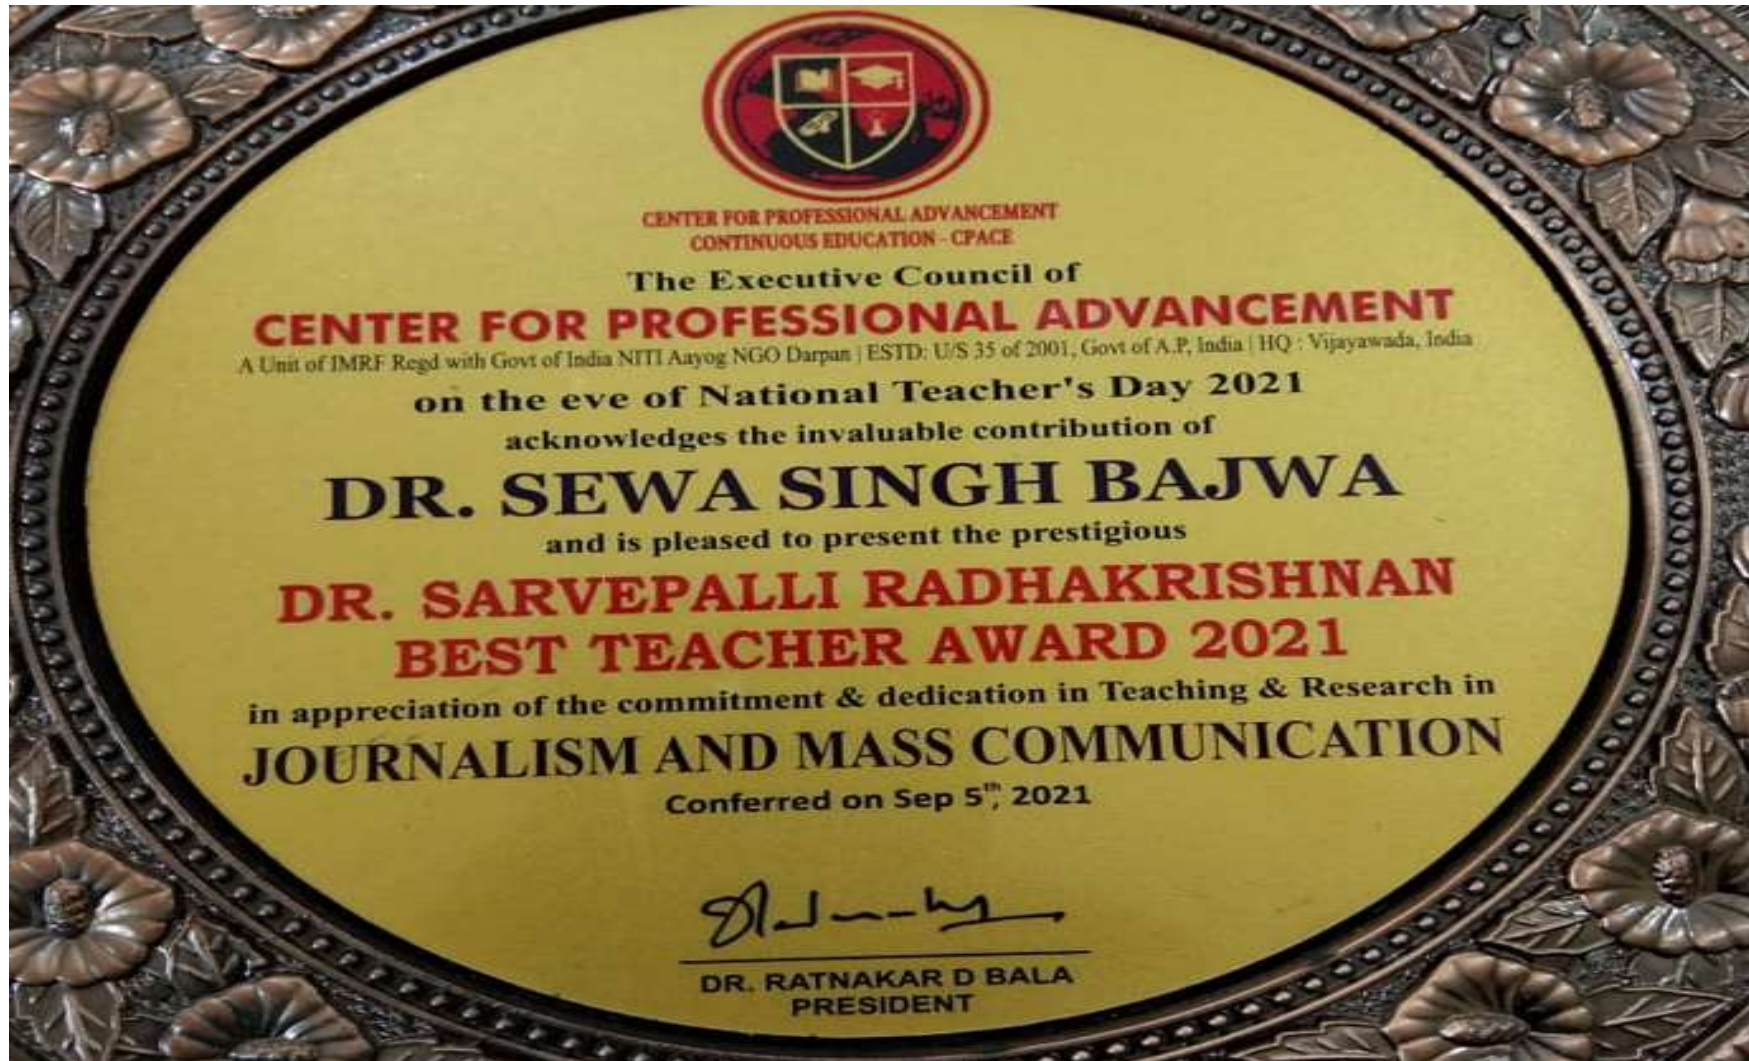 CENTER FOR PROFESSIONAL ADVANCEMENT
CONTINUOUS EDUCATION - CPACE
The Executive Council of
CENTER FOR PROFESSIONAL ADVANCEMENT
A Unit of IMRF Regd with Govt of India NITI Aayog NGO Darpan | ESTD: U/S 35 of 2001, Govt of A.P, India | HQ : Vijayawada, India
on the eve of National Teacher's Day 2021
acknowledges the invaluable contribution of
DR. SEWA SINGH BAJWA
and is pleased to present the prestigious
DR. SARVEPALLI RADHAKRISHNAN
BEST TEACHER AWARD 2021
in appreciation of the commitment & dedication in Teaching & Research in
JOURNALISM AND MASS COMMUNICATION
Conferred on Sep 5th, 2021
DR. RATNAKAR D BALA
PRESIDENT